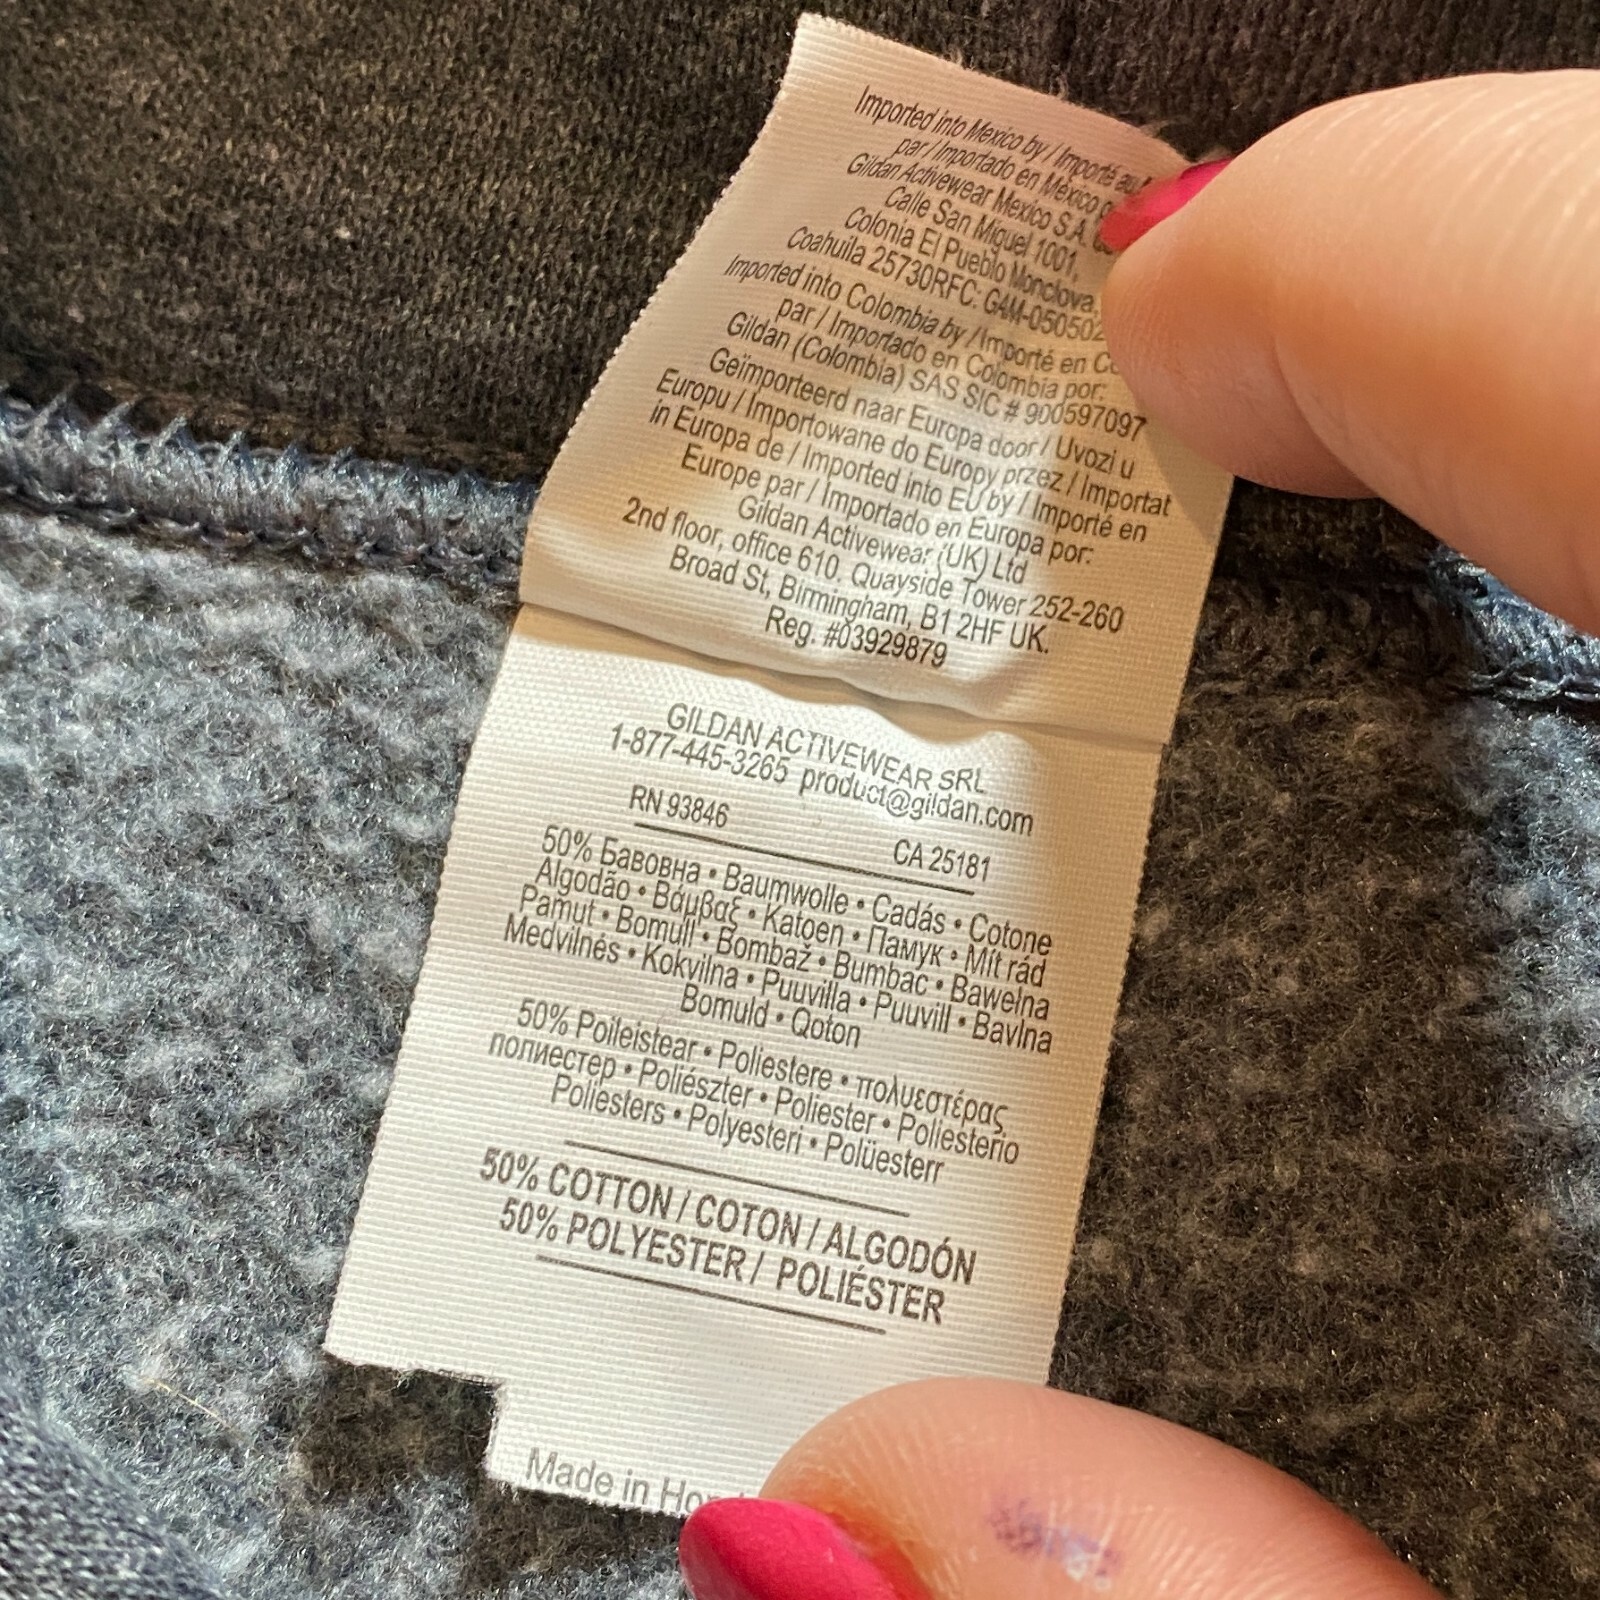 Imported into Mexico by / Importé au
par / Importado en México
Gildan Activewear Mexico S.A.
Calle San Miguel 1001,
Colonia El Pueblo Monclova,
Coahuila 25730RFC: GAM-050502
Imported into Colombia by / Importé en
par / Importado en Colombia por:
Gildan (Colombia) SAS SIC # 900597097
Geïmporteerd naar Europa door / Uvozi u
Europu / Importowane do Europy przez / Importat
in Europa de / Imported into EU by / Importé en
Europe par / Importado en Europa por:
Gildan Activewear (UK) Ltd
2nd floor, office 610, Quayside Tower 252-260
Broad St, Birmingham, B1 2HF UK.
Reg. #03929879
GILDAN ACTIVEWEAR SRL
1-877-445-3265 product@gildan.com
RN 93846 CA 25181
50% Бавовна • Baumwolle • Cadás • Cotone
Algodão • Βάμβαξ • Katoen • Памук • Mít rád
Pamut • Bomull • Bombaž • Bumbac • Bawełna
Medvilnės • Kokvilna • Puuvilla • Puuvill • Bavlna
Bomuld • Qoton
50% Poileistear • Poliestere • πολυεστέρας
полиестер • Poliészter • Poliester • Poliesterio
Poliesters • Polyesteri • Polüesterr
50% COTTON / COTON / ALGODÓN
50% POLYESTER / POLIÉSTER
Made in